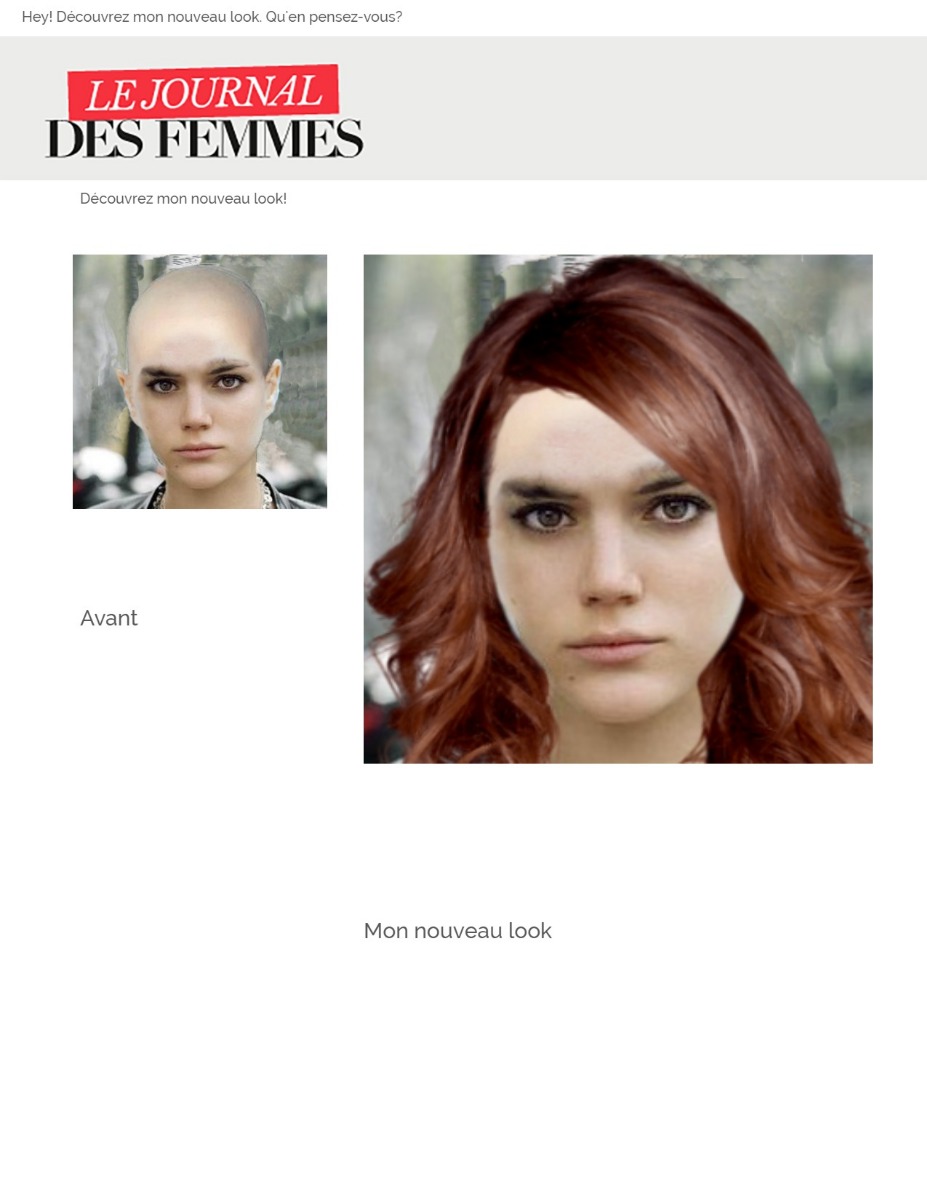 Hey! Découvrez mon nouveau look. Qu'en pensez-vous?
LE JOURNAL
DES FEMMES
Découvrez mon nouveau look!
Avant
Mon nouveau look